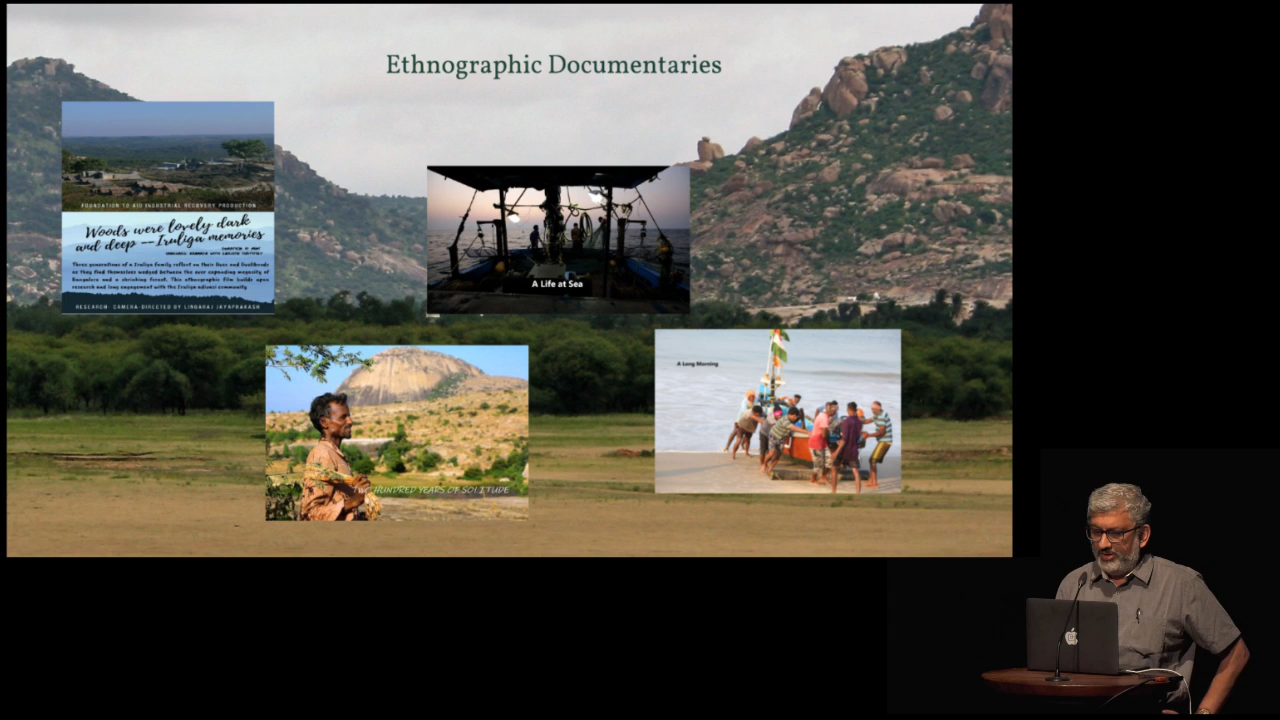 Ethnographic Documentaries
FOUNDATION TO AID INDUSTRIAL RECOVERY PRODUCTION
Woods were lovely dark
and deep --Iruliga memories
Three generations of a Iruliga family reflect on their lives and livelihoods
as they find themselves wedged between the ever expanding megacity of
Bangalore and a shrinking forest. This ethnographic film builds upon
research and long engagement with the Iruliga adivasi community
RESEARCH - CAMERA-DIRECTED BY LINGARAJ JAYAPRAKASH
A Life at Sea
A Long Morning
TWO HUNDRED YEARS OF SOLITUDE